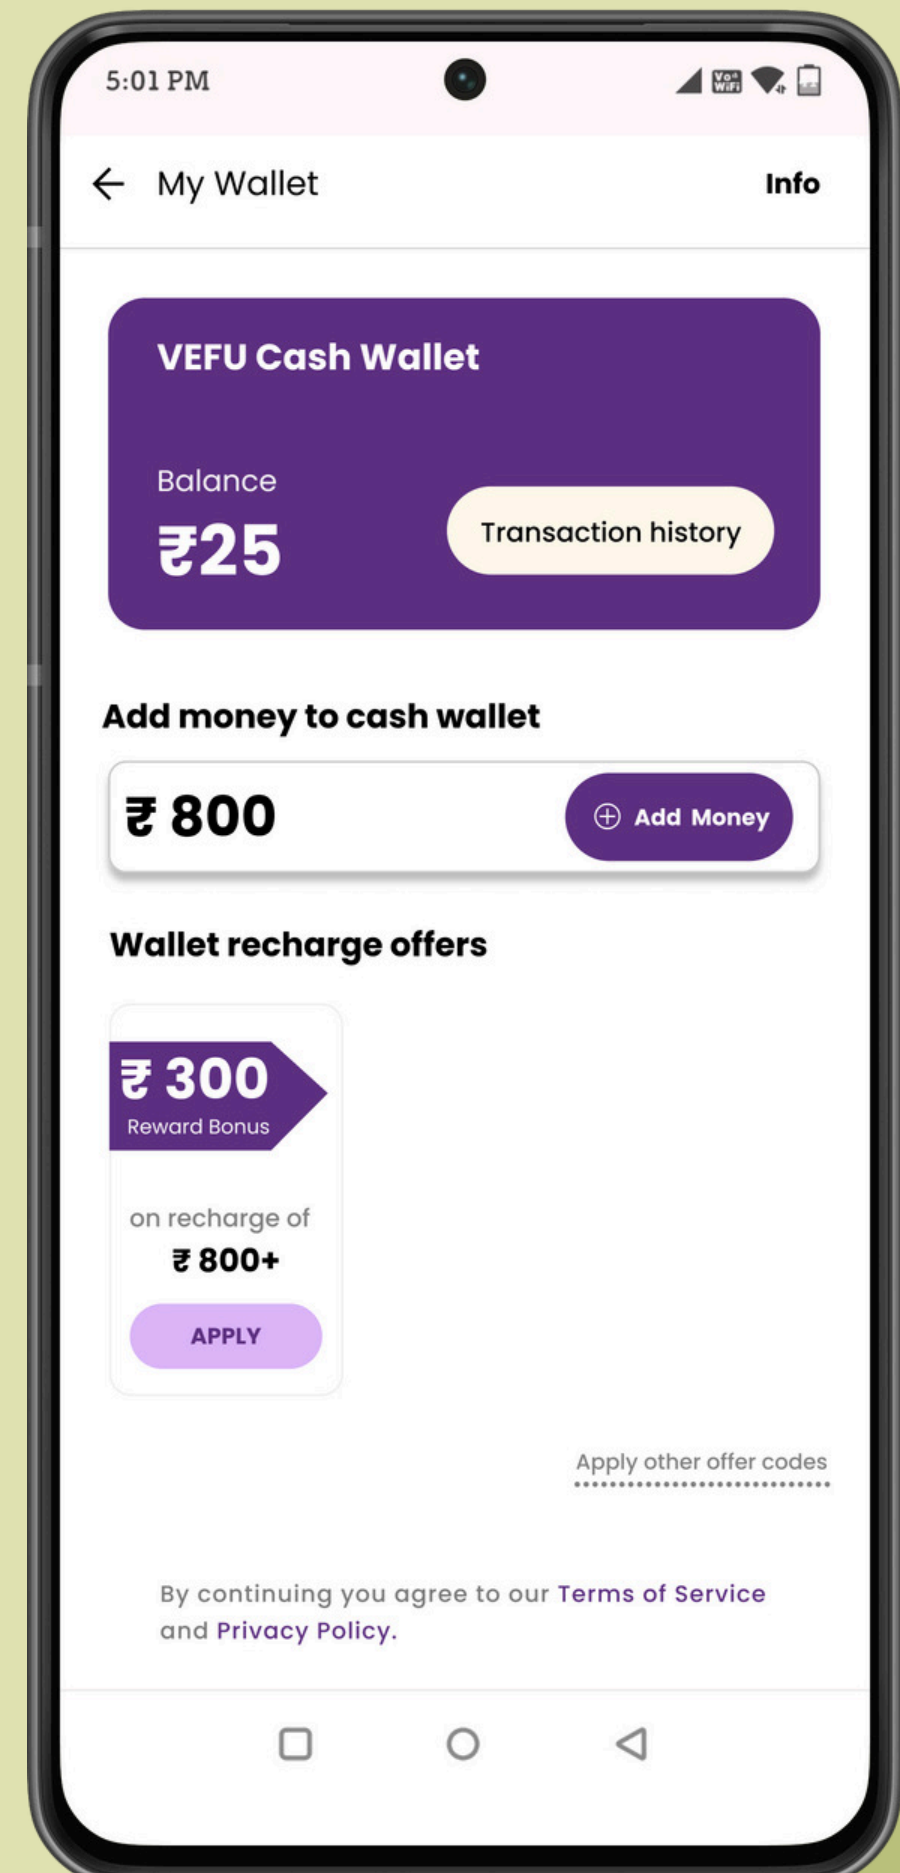 5:01 PM
Vo
WiFi
My Wallet
Info
VEFU Cash Wallet
Balance
₹25
Transaction history
Add money to cash wallet
₹ 800
Add Money
Wallet recharge offers
₹ 300
Reward Bonus
on recharge of
₹ 800+
APPLY
Apply other offer codes
By continuing you agree to our Terms of Service
and Privacy Policy.